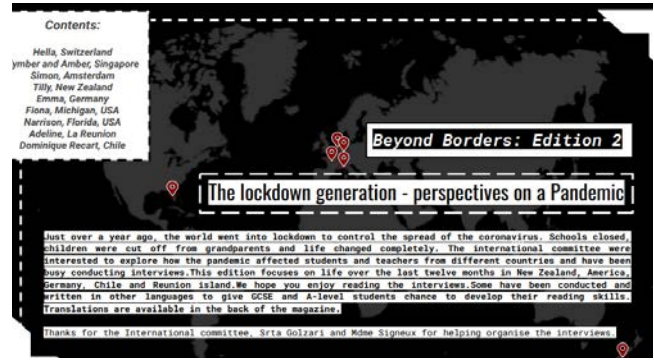 Contents:
Hella, Switzerland
ymber and Amber, Singapore
Simon, Amsterdam
Tilly, New Zealand
Emma, Germany
Fiona, Michigan, USA
Narrison, Florida, USA
Adeline, La Reunion
Dominique Recart, Chile
Beyond Borders: Edition 2
The lockdown generation - perspectives on a Pandemic
Just over a year ago, the world went into lockdown to control the spread of the coronavirus. Schools closed,
children were cut off from grandparents and life changed completely. The international committee were
interested to explore how the pandemic affected students and teachers from different countries and have been
busy conducting interviews.This edition focuses on life over the last twelve months in New Zealand, America,
Germany, Chile and Reunion island.We hope you enjoy reading the interviews.Some have been conducted and
written in other languages to give GCSE and A-level students chance to develop their reading skills.
Translations are available in the back of the magazine.
Thanks for the International committee, Srta Golzari and Mdme Signeux for helping organise the interviews.